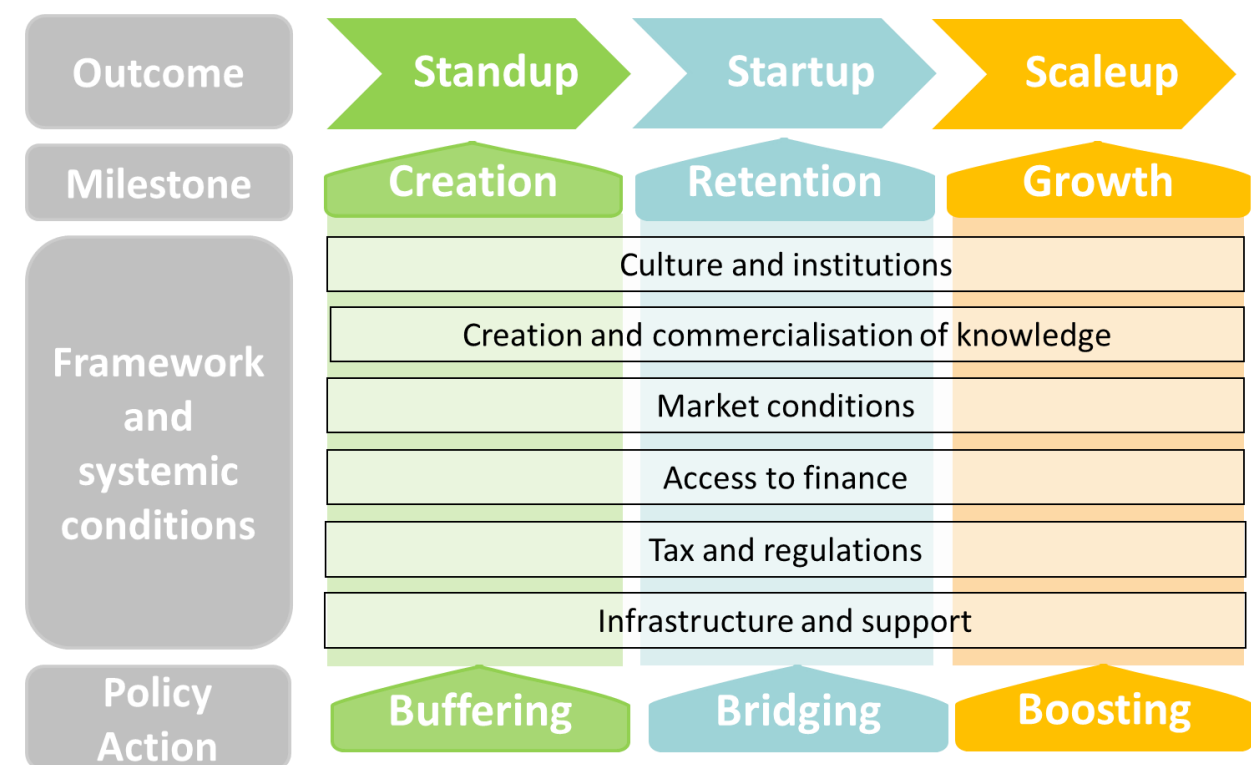 Outcome
Standup
Startup
Scaleup
Milestone
Creation
Retention
Growth
Framework
and
systemic
conditions
Culture and institutions
Creation and commercialisation of knowledge
Market conditions
Access to finance
Tax and regulations
Infrastructure and support
Policy
Action
Buffering
Bridging
Boosting